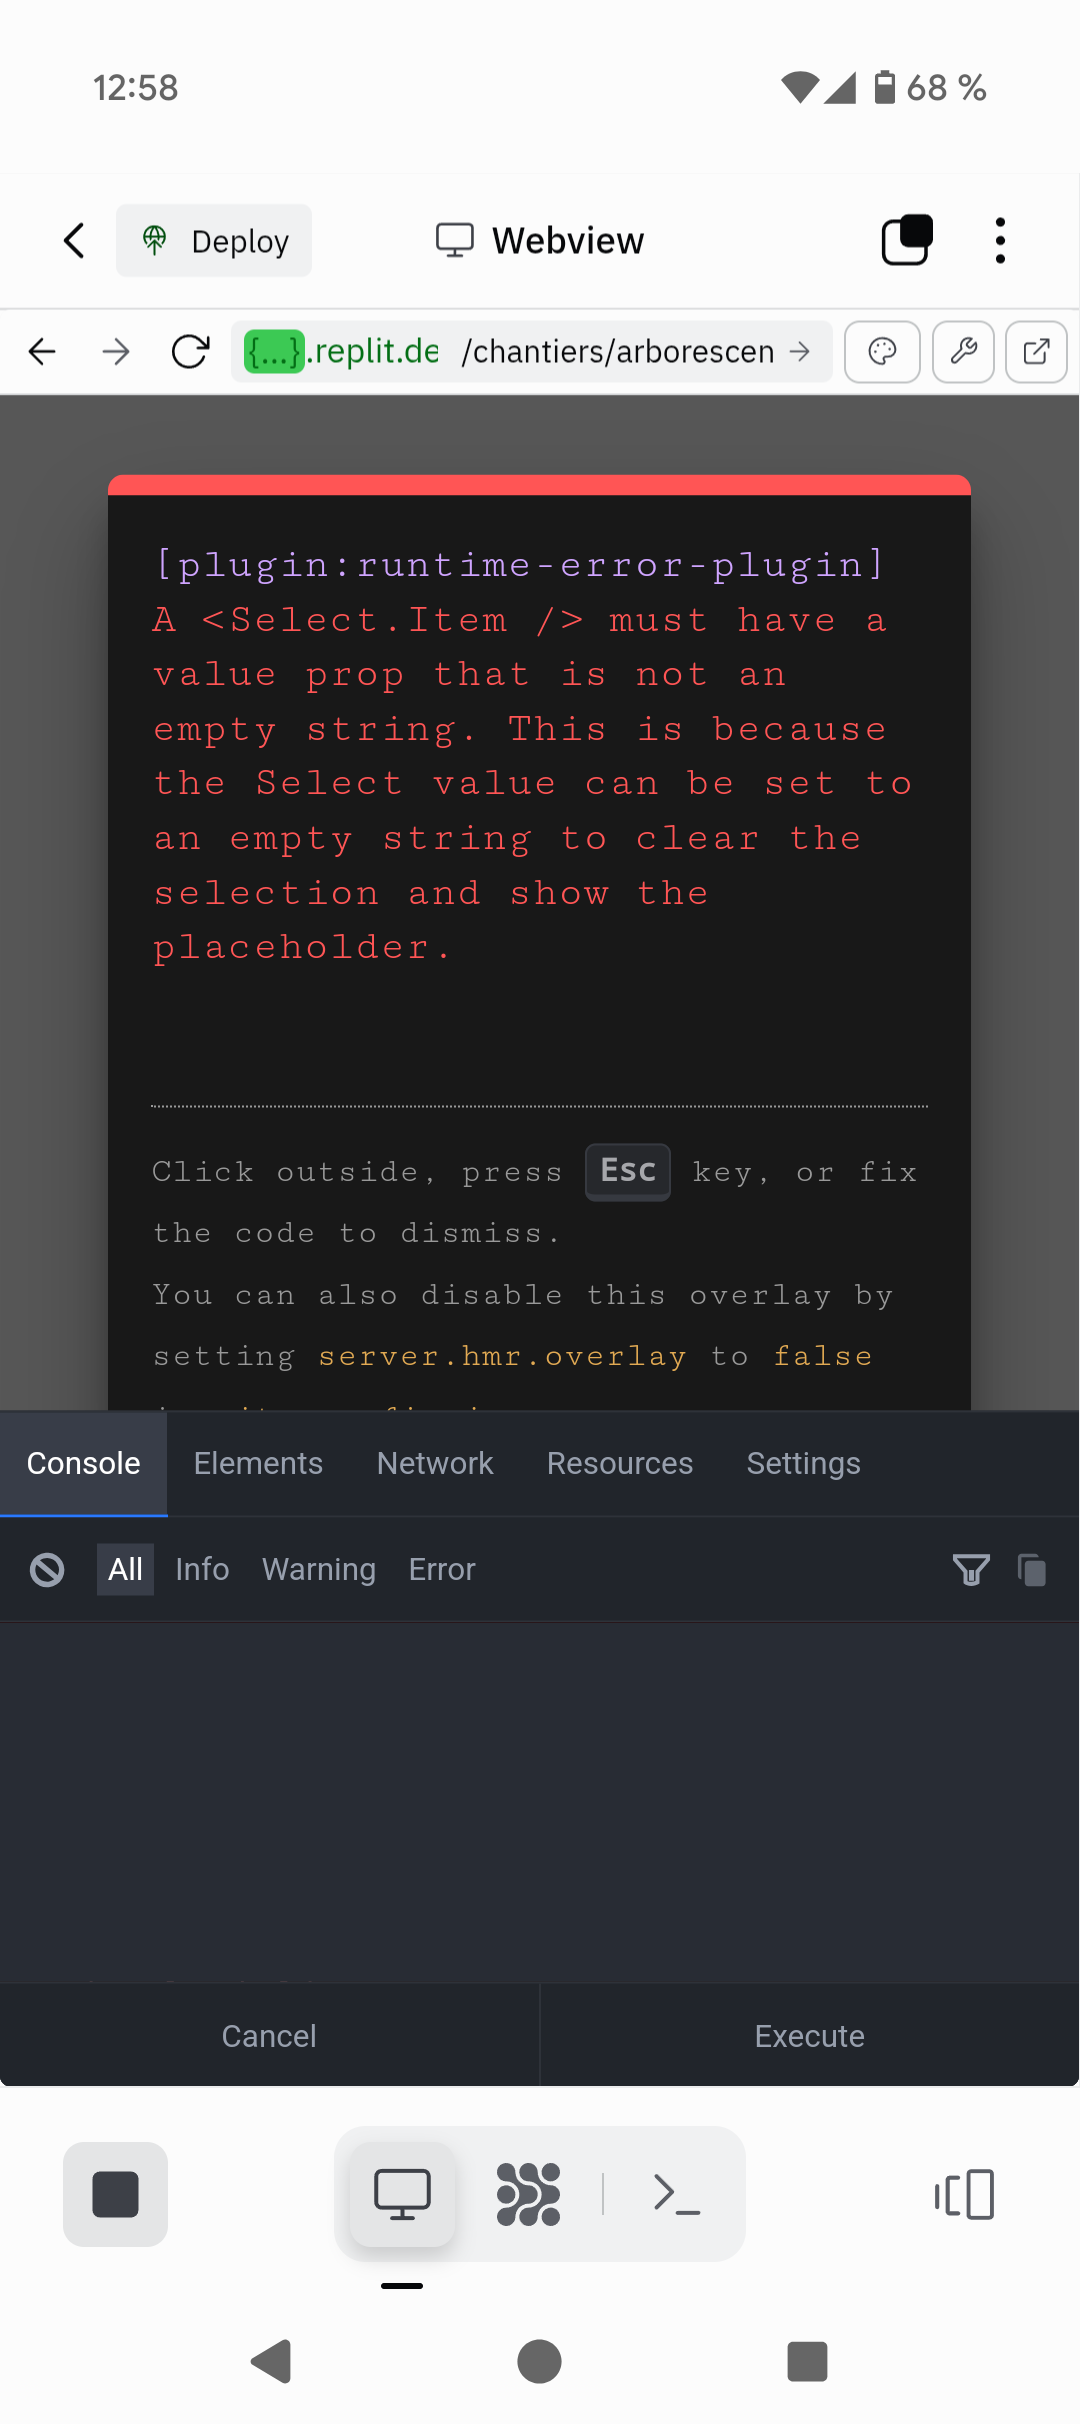 12:58
68 %
Deploy
Webview
{...}.replit.de /chantiers/arborescen
[plugin:runtime-error-plugin]
A <Select.Item /> must have a
value prop that is not an
empty string. This is because
the Select value can be set to
an empty string to clear the
selection and show the
placeholder.
Click outside, press Esc key, or fix
the code to dismiss.
You can also disable this overlay by
setting server.hmr.overlay to false
Console Elements Network Resources Settings
All Info Warning Error
Cancel Execute